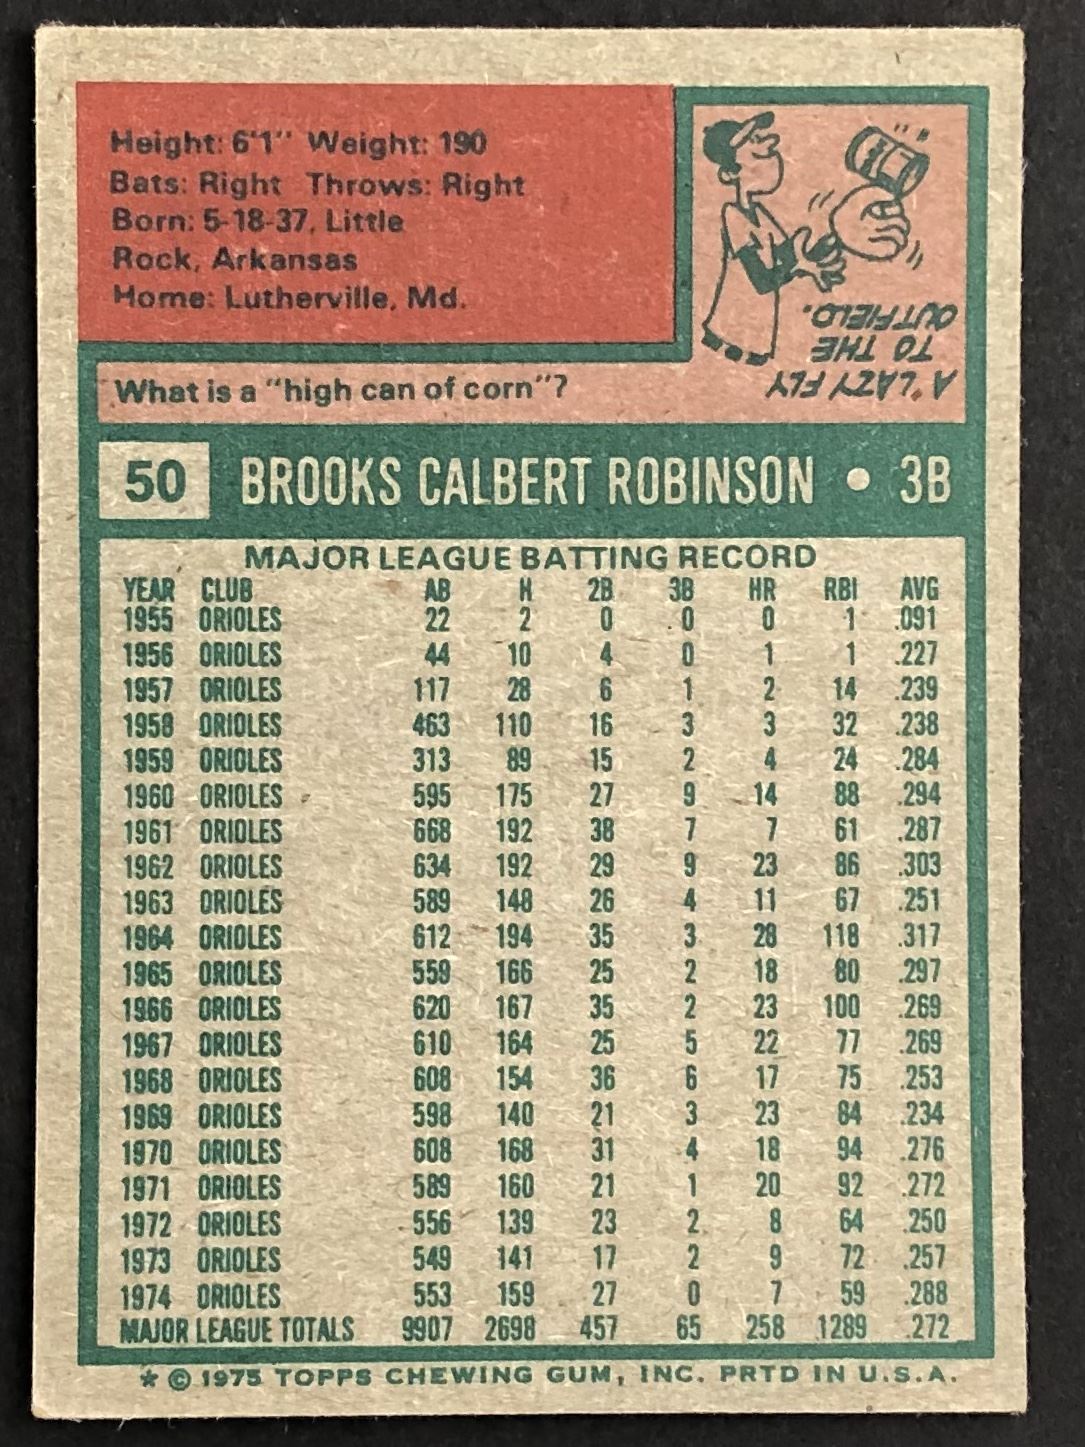 Height: 6'1" Weight: 190
Bats: Right Throws: Right
Born: 5-18-37, Little
Rock, Arkansas
Home: Lutherville, Md.
What is a "high can of corn"?
A "LAZY FLY
TO THE
OUTFIELD.
50 BROOKS CALBERT ROBINSON • 3B
MAJOR LEAGUE BATTING RECORD
YEAR CLUB AB H 2B 3B HR RBI AVG
1955 ORIOLES 22 2 0 0 0 1 .091
1956 ORIOLES 44 10 4 0 1 1 .227
1957 ORIOLES 117 28 6 1 2 14 .239
1958 ORIOLES 463 110 16 3 3 32 .238
1959 ORIOLES 313 89 15 2 4 24 .284
1960 ORIOLES 595 175 27 9 14 88 .294
1961 ORIOLES 668 192 38 7 7 61 .287
1962 ORIOLES 634 192 29 9 23 86 .303
1963 ORIOLES 589 148 26 4 11 67 .251
1964 ORIOLES 612 194 35 3 28 118 .317
1965 ORIOLES 559 166 25 2 18 80 .297
1966 ORIOLES 620 167 35 2 23 100 .269
1967 ORIOLES 610 164 25 5 22 77 .269
1968 ORIOLES 608 154 36 6 17 75 .253
1969 ORIOLES 598 140 21 3 23 84 .234
1970 ORIOLES 608 168 31 4 18 94 .276
1971 ORIOLES 589 160 21 1 20 92 .272
1972 ORIOLES 556 139 23 2 8 64 .250
1973 ORIOLES 549 141 17 2 9 72 .257
1974 ORIOLES 553 159 27 0 7 59 .288
MAJOR LEAGUE TOTALS 9907 2698 457 65 258 1289 .272
* © 1975 TOPPS CHEWING GUM, INC. PRTD IN U.S.A.